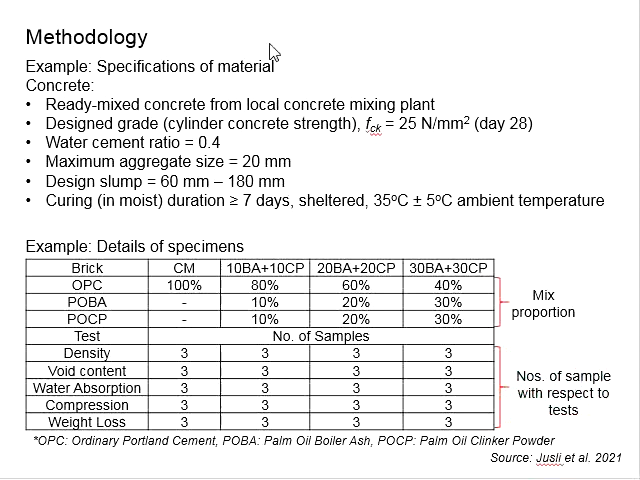 Methodology
Example: Specifications of material
Concrete:
• Ready-mixed concrete from local concrete mixing plant
• Designed grade (cylinder concrete strength), fck = 25 N/mm² (day 28)
• Water cement ratio = 0.4
• Maximum aggregate size = 20 mm
• Design slump = 60 mm – 180 mm
• Curing (in moist) duration ≥ 7 days, sheltered, 35°C ± 5°C ambient temperature
Example: Details of specimens
Brick CM 10BA+10CP 20BA+20CP 30BA+30CP
OPC 100% 80% 60% 40%
POBA - 10% 20% 30%
POCP - 10% 20% 30%
Mix
proportion
Test No. of Samples
Density 3 3 3 3
Void content 3 3 3 3
Water Absorption 3 3 3 3
Compression 3 3 3 3
Weight Loss 3 3 3 3
Nos. of sample
with respect to
tests
*OPC: Ordinary Portland Cement, POBA: Palm Oil Boiler Ash, POCP: Palm Oil Clinker Powder
Source: Jusli et al. 2021